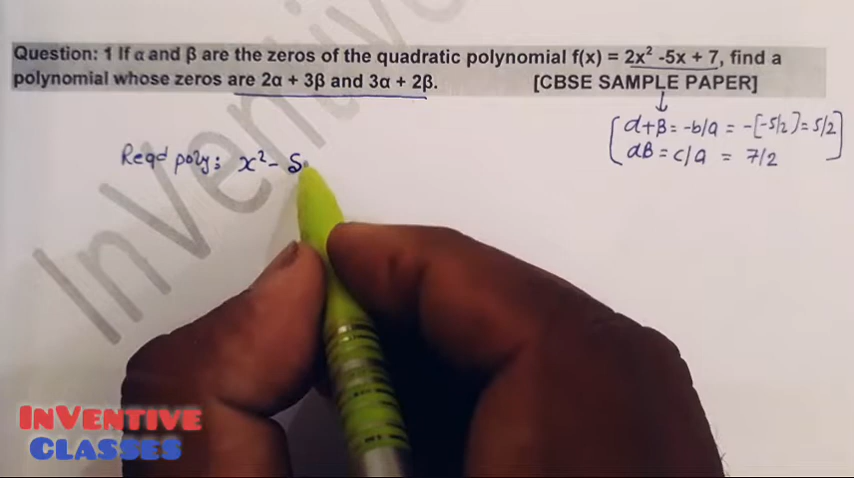 Question: 1 If α and β are the zeros of the quadratic polynomial f(x) = 2x² -5x + 7, find a
polynomial whose zeros are 2α + 3β and 3α + 2β. [CBSE SAMPLE PAPER]
α+β = -b/a = -[-5/2] = 5/2
αβ = c/a = 7/2
Reqd poly: x² - S
InVentive
InVentive
Classes